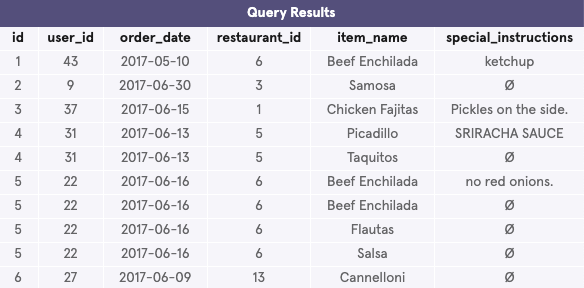 Query Results
id user_id order_date restaurant_id item_name special_instructions
1 43 2017-05-10 6 Beef Enchilada ketchup
2 9 2017-06-30 3 Samosa Ø
3 37 2017-06-15 1 Chicken Fajitas Pickles on the side.
4 31 2017-06-13 5 Picadillo SRIRACHA SAUCE
4 31 2017-06-13 5 Taquitos Ø
5 22 2017-06-16 6 Beef Enchilada no red onions.
5 22 2017-06-16 6 Beef Enchilada Ø
5 22 2017-06-16 6 Flautas Ø
5 22 2017-06-16 6 Salsa Ø
6 27 2017-06-09 13 Cannelloni Ø